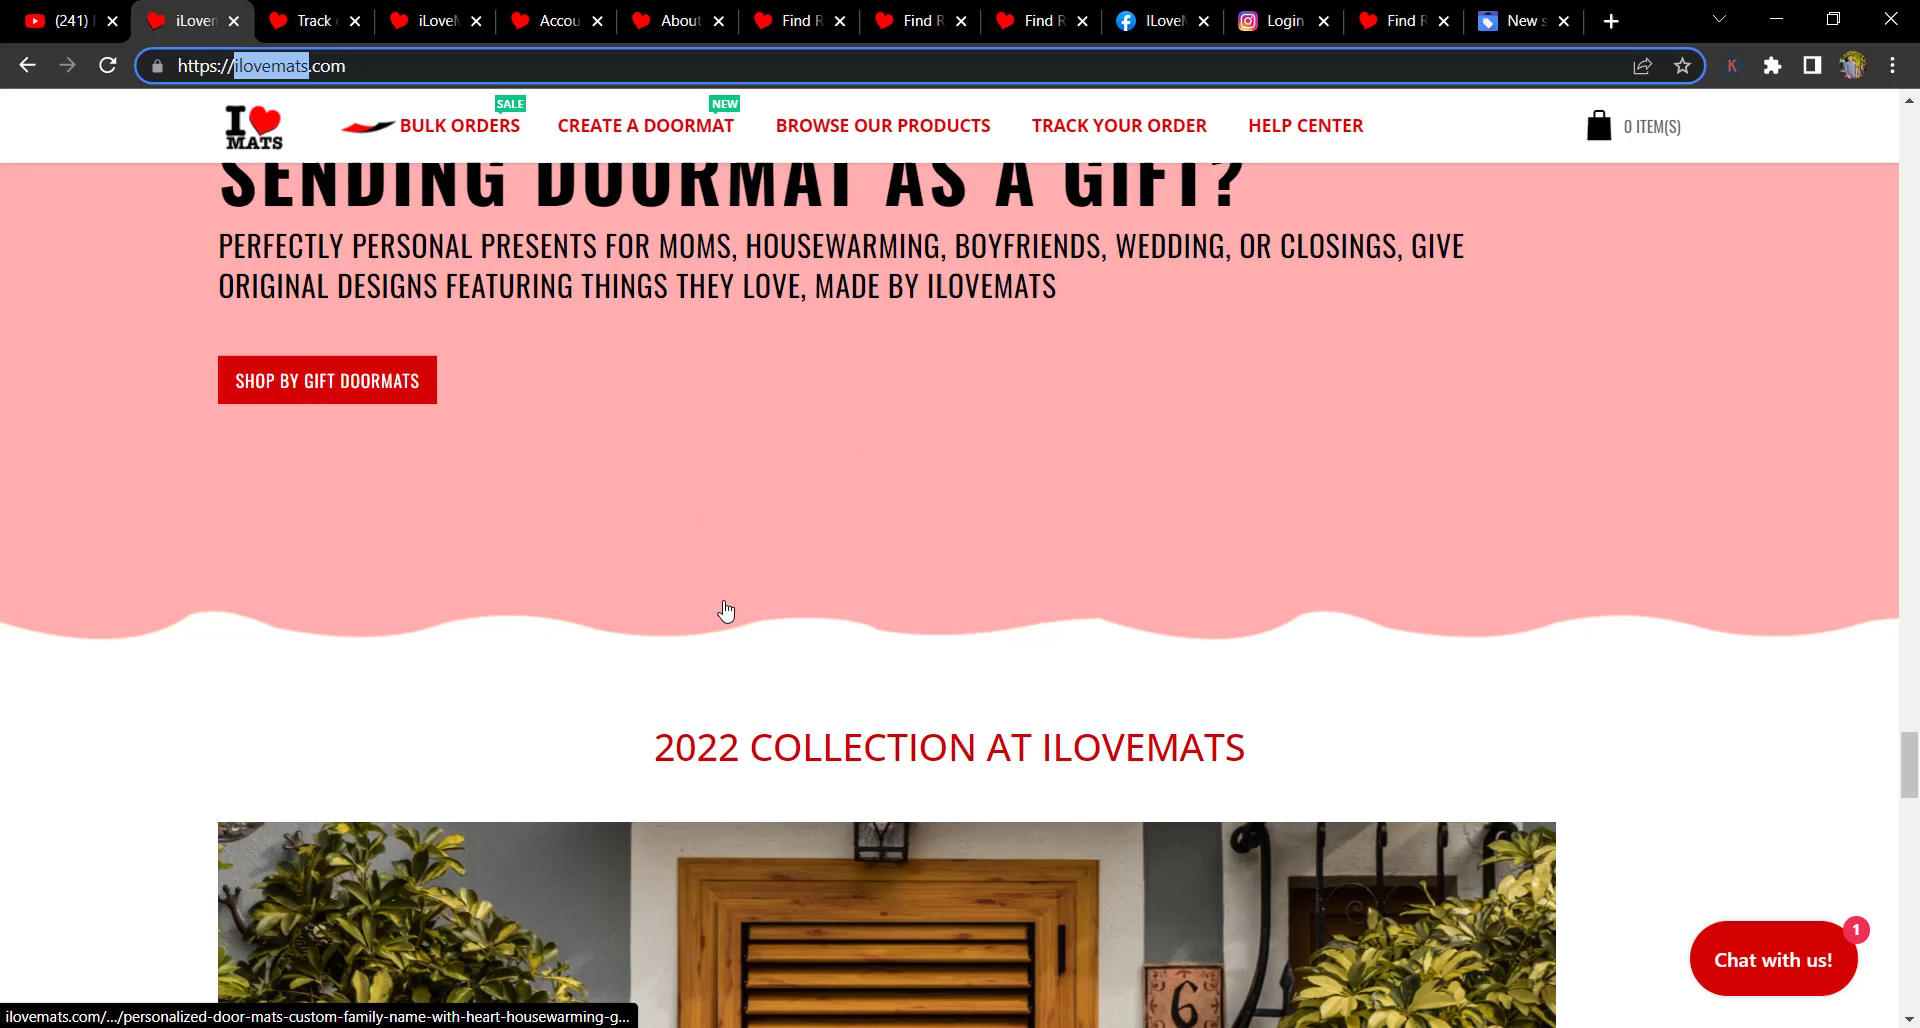 (241)
iLover
Track
iLoveM
Accou
About
Find R
Find R
Find R
ILoveM
Login
Find R
New s
https://ilovemats.com
K
I MATS
BULK ORDERS
SALE
CREATE A DOORMAT
NEW
BROWSE OUR PRODUCTS
TRACK YOUR ORDER
HELP CENTER
0 ITEM(S)
SENDING DOORMAT AS A GIFT?
PERFECTLY PERSONAL PRESENTS FOR MOMS, HOUSEWARMING, BOYFRIENDS, WEDDING, OR CLOSINGS, GIVE
ORIGINAL DESIGNS FEATURING THINGS THEY LOVE, MADE BY ILOVEMATS
SHOP BY GIFT DOORMATS
2022 COLLECTION AT ILOVEMATS
6
1
Chat with us!
ilovemats.com/.../personalized-door-mats-custom-family-name-with-heart-housewarming-g...